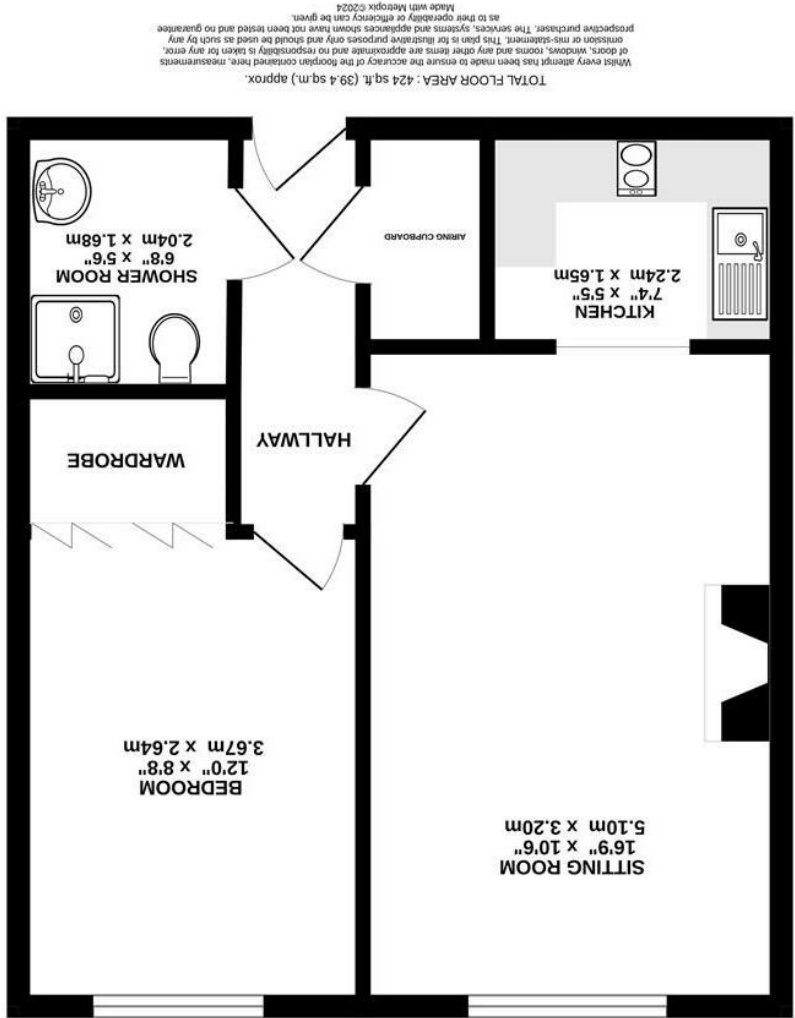 SITTING ROOM
16'9" x 10'6"
5.10m x 3.20m
BEDROOM
12'0" x 8'8"
3.67m x 2.64m
HALLWAY
WARDROBE
KITCHEN
7'4" x 5'5"
2.24m x 1.65m
AIRING CUPBOARD
SHOWER ROOM
6'8" x 5'6"
2.04m x 1.68m
TOTAL FLOOR AREA : 424 sq.ft. (39.4 sq.m.) approx.
Whilst every attempt has been made to ensure the accuracy of the floorplan contained here, measurements
of doors, windows, rooms and any other items are approximate and no responsibility is taken for any error,
omission or mis-statement. This plan is for illustrative purposes only and should be used as such by any
prospective purchaser. The services, systems and appliances shown have not been tested and no guarantee
as to their operability or efficiency can be given.
Made with Metropix ©2024